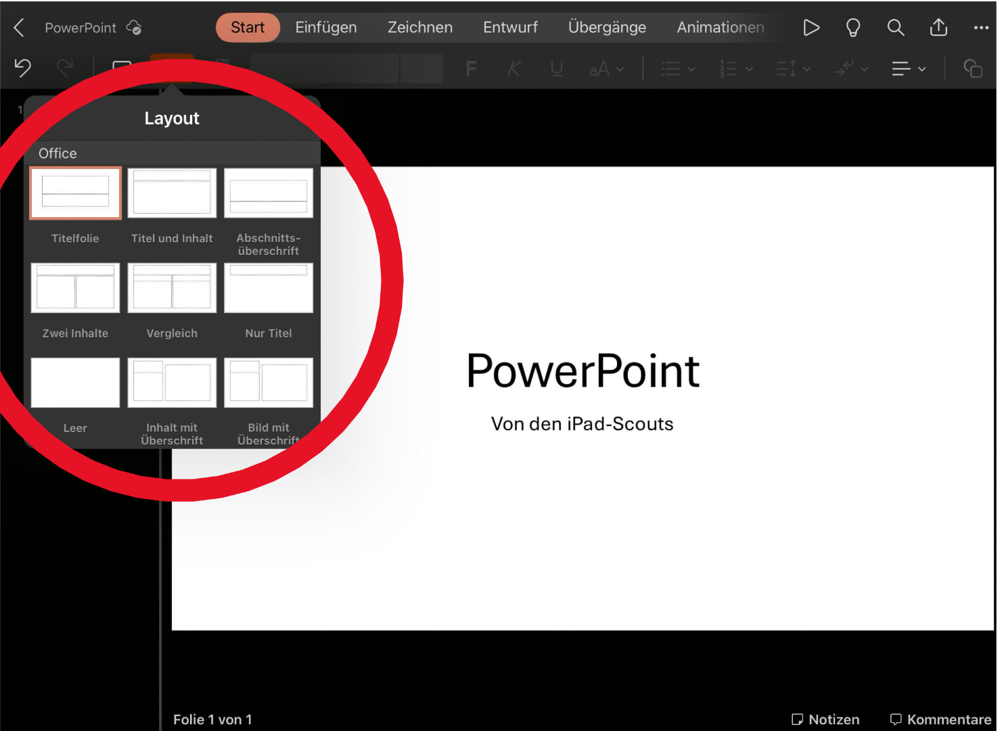 PowerPoint
Start Einfügen Zeichnen Entwurf Übergänge Animationen
F K U aA
1
Layout
Office
Titelfolie Titel und Inhalt Abschnitts-
überschrift
Zwei Inhalte Vergleich Nur Titel
Leer Inhalt mit Bild mit
Überschrift Überschrift
PowerPoint
Von den iPad-Scouts
Folie 1 von 1 Notizen Kommentare